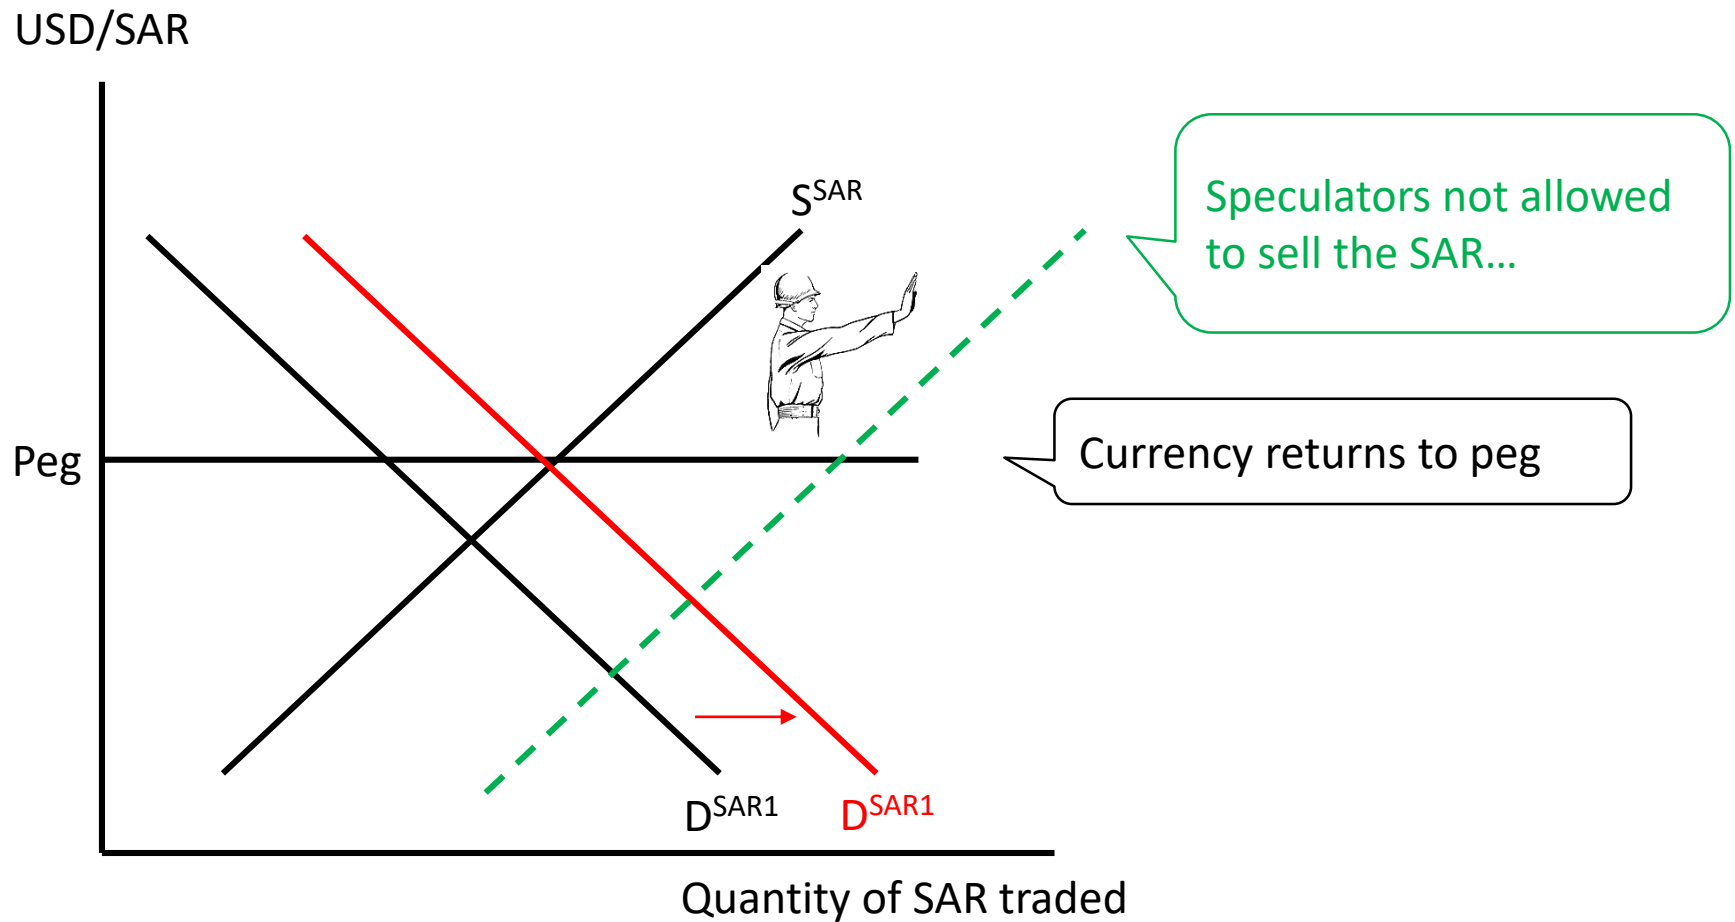 USD/SAR
S^SAR
Speculators not allowed
to sell the SAR...
Peg
Currency returns to peg
D^SAR1
D^SAR1
Quantity of SAR traded